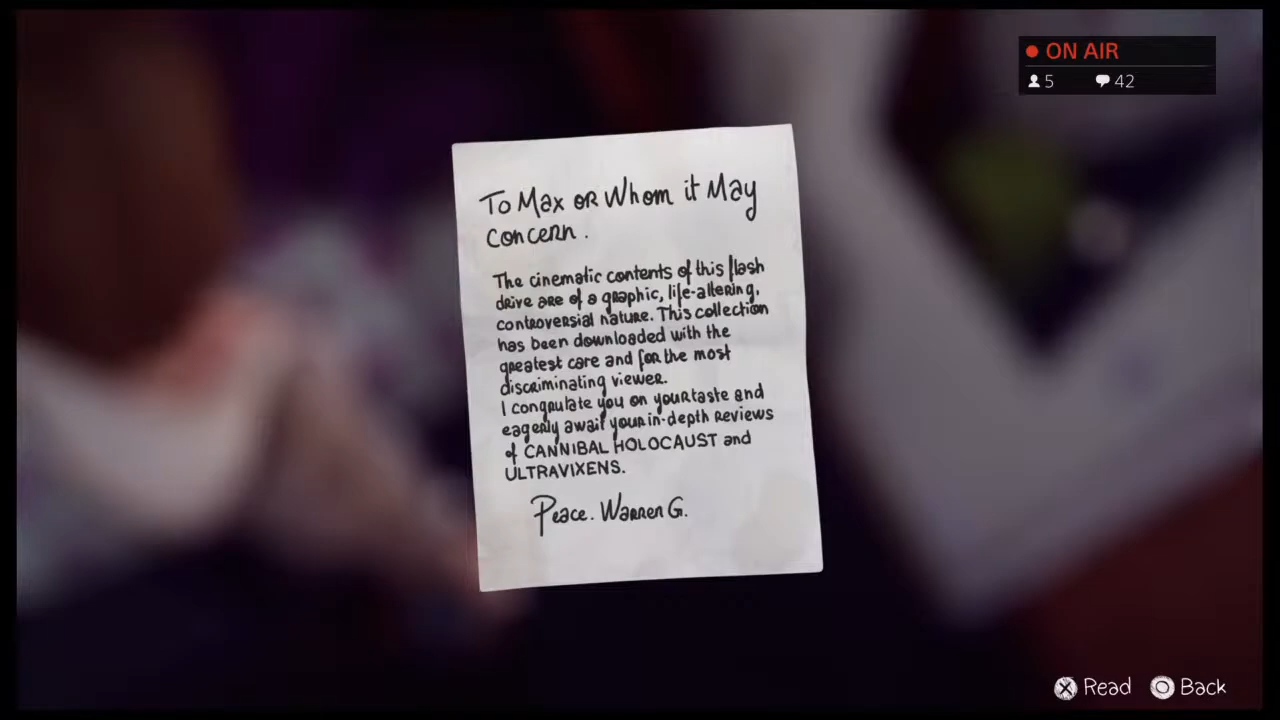 ON AIR
5 42
To Max or Whom it May
Concern.
The cinematic contents of this flash
drive are of a graphic, life-altering,
controversial nature. This collection
has been downloaded with the
greatest care and for the most
discriminating viewer.
I congrulate you on your taste and
eagerly await your in-depth reviews
of CANNIBAL HOLOCAUST and
ULTRAVIXENS.
Peace. Warren G.
Read Back